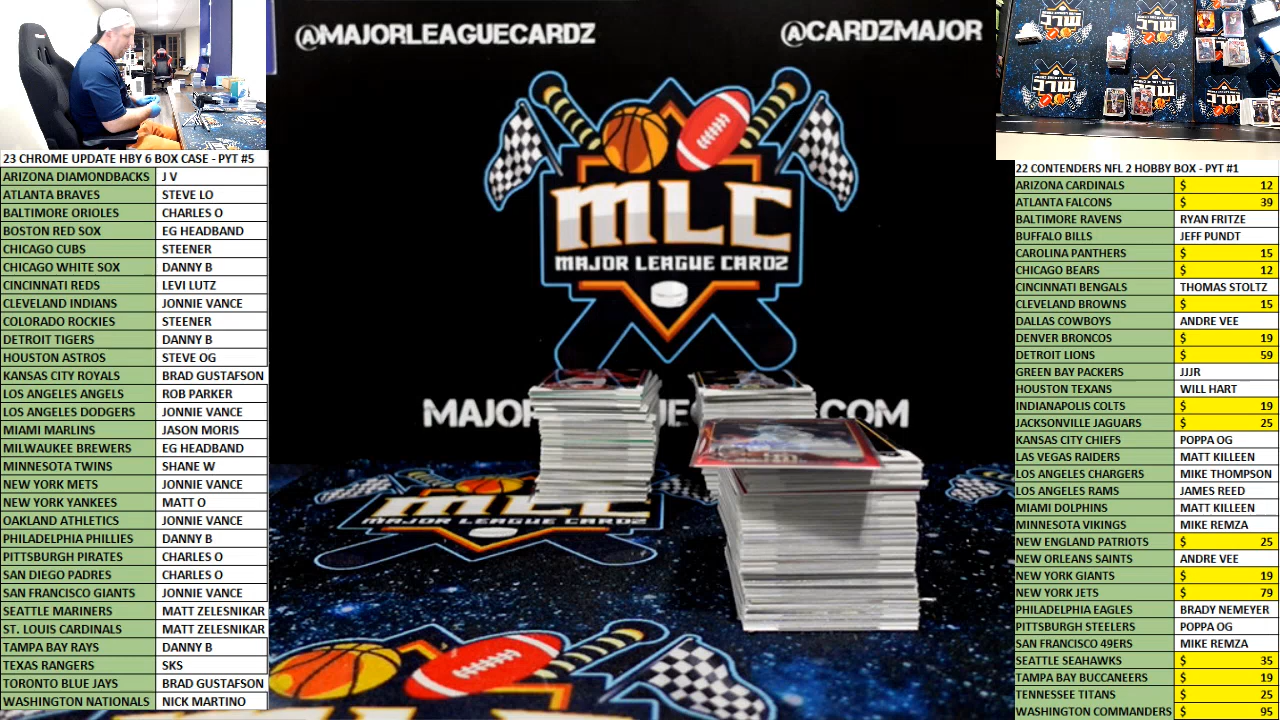 @MAJORLEAGUECARDZ
@CARDZMAJOR
MLC
MAJOR LEAGUE CARDZ
MLC
MAJOR LEAGUE CARDZ
23 CHROME UPDATE HBY 6 BOX CASE - PYT #5
ARIZONA DIAMONDBACKS J V
ATLANTA BRAVES STEVE LO
BALTIMORE ORIOLES CHARLES O
BOSTON RED SOX EG HEADBAND
CHICAGO CUBS STEENER
CHICAGO WHITE SOX DANNY B
CINCINNATI REDS LEVI LUTZ
CLEVELAND INDIANS JONNIE VANCE
COLORADO ROCKIES STEENER
DETROIT TIGERS DANNY B
HOUSTON ASTROS STEVE OG
KANSAS CITY ROYALS BRAD GUSTAFSON
LOS ANGELES ANGELS ROB PARKER
LOS ANGELES DODGERS JONNIE VANCE
MIAMI MARLINS JASON MORIS
MILWAUKEE BREWERS EG HEADBAND
MINNESOTA TWINS SHANE W
NEW YORK METS JONNIE VANCE
NEW YORK YANKEES MATT O
OAKLAND ATHLETICS JONNIE VANCE
PHILADELPHIA PHILLIES DANNY B
PITTSBURGH PIRATES CHARLES O
SAN DIEGO PADRES CHARLES O
SAN FRANCISCO GIANTS JONNIE VANCE
SEATTLE MARINERS MATT ZELESNIKAR
ST. LOUIS CARDINALS MATT ZELESNIKAR
TAMPA BAY RAYS DANNY B
TEXAS RANGERS SKS
TORONTO BLUE JAYS BRAD GUSTAFSON
WASHINGTON NATIONALS NICK MARTINO
22 CONTENDERS NFL 2 HOBBY BOX - PYT #1
ARIZONA CARDINALS $ 12
ATLANTA FALCONS $ 39
BALTIMORE RAVENS RYAN FRITZE
BUFFALO BILLS JEFF PUNDT
CAROLINA PANTHERS $ 15
CHICAGO BEARS $ 12
CINCINNATI BENGALS THOMAS STOLTZ
CLEVELAND BROWNS $ 15
DALLAS COWBOYS ANDRE VEE
DENVER BRONCOS $ 19
DETROIT LIONS $ 59
GREEN BAY PACKERS JJJR
HOUSTON TEXANS WILL HART
INDIANAPOLIS COLTS $ 19
JACKSONVILLE JAGUARS $ 25
KANSAS CITY CHIEFS POPPA OG
LAS VEGAS RAIDERS MATT KILLEEN
LOS ANGELES CHARGERS MIKE THOMPSON
LOS ANGELES RAMS JAMES REED
MIAMI DOLPHINS MATT KILLEEN
MINNESOTA VIKINGS MIKE REMZA
NEW ENGLAND PATRIOTS $ 25
NEW ORLEANS SAINTS ANDRE VEE
NEW YORK GIANTS $ 19
NEW YORK JETS $ 79
PHILADELPHIA EAGLES BRADY NEMEYER
PITTSBURGH STEELERS POPPA OG
SAN FRANCISCO 49ERS MIKE REMZA
SEATTLE SEAHAWKS $ 35
TAMPA BAY BUCCANEERS $ 19
TENNESSEE TITANS $ 25
WASHINGTON COMMANDERS $ 95